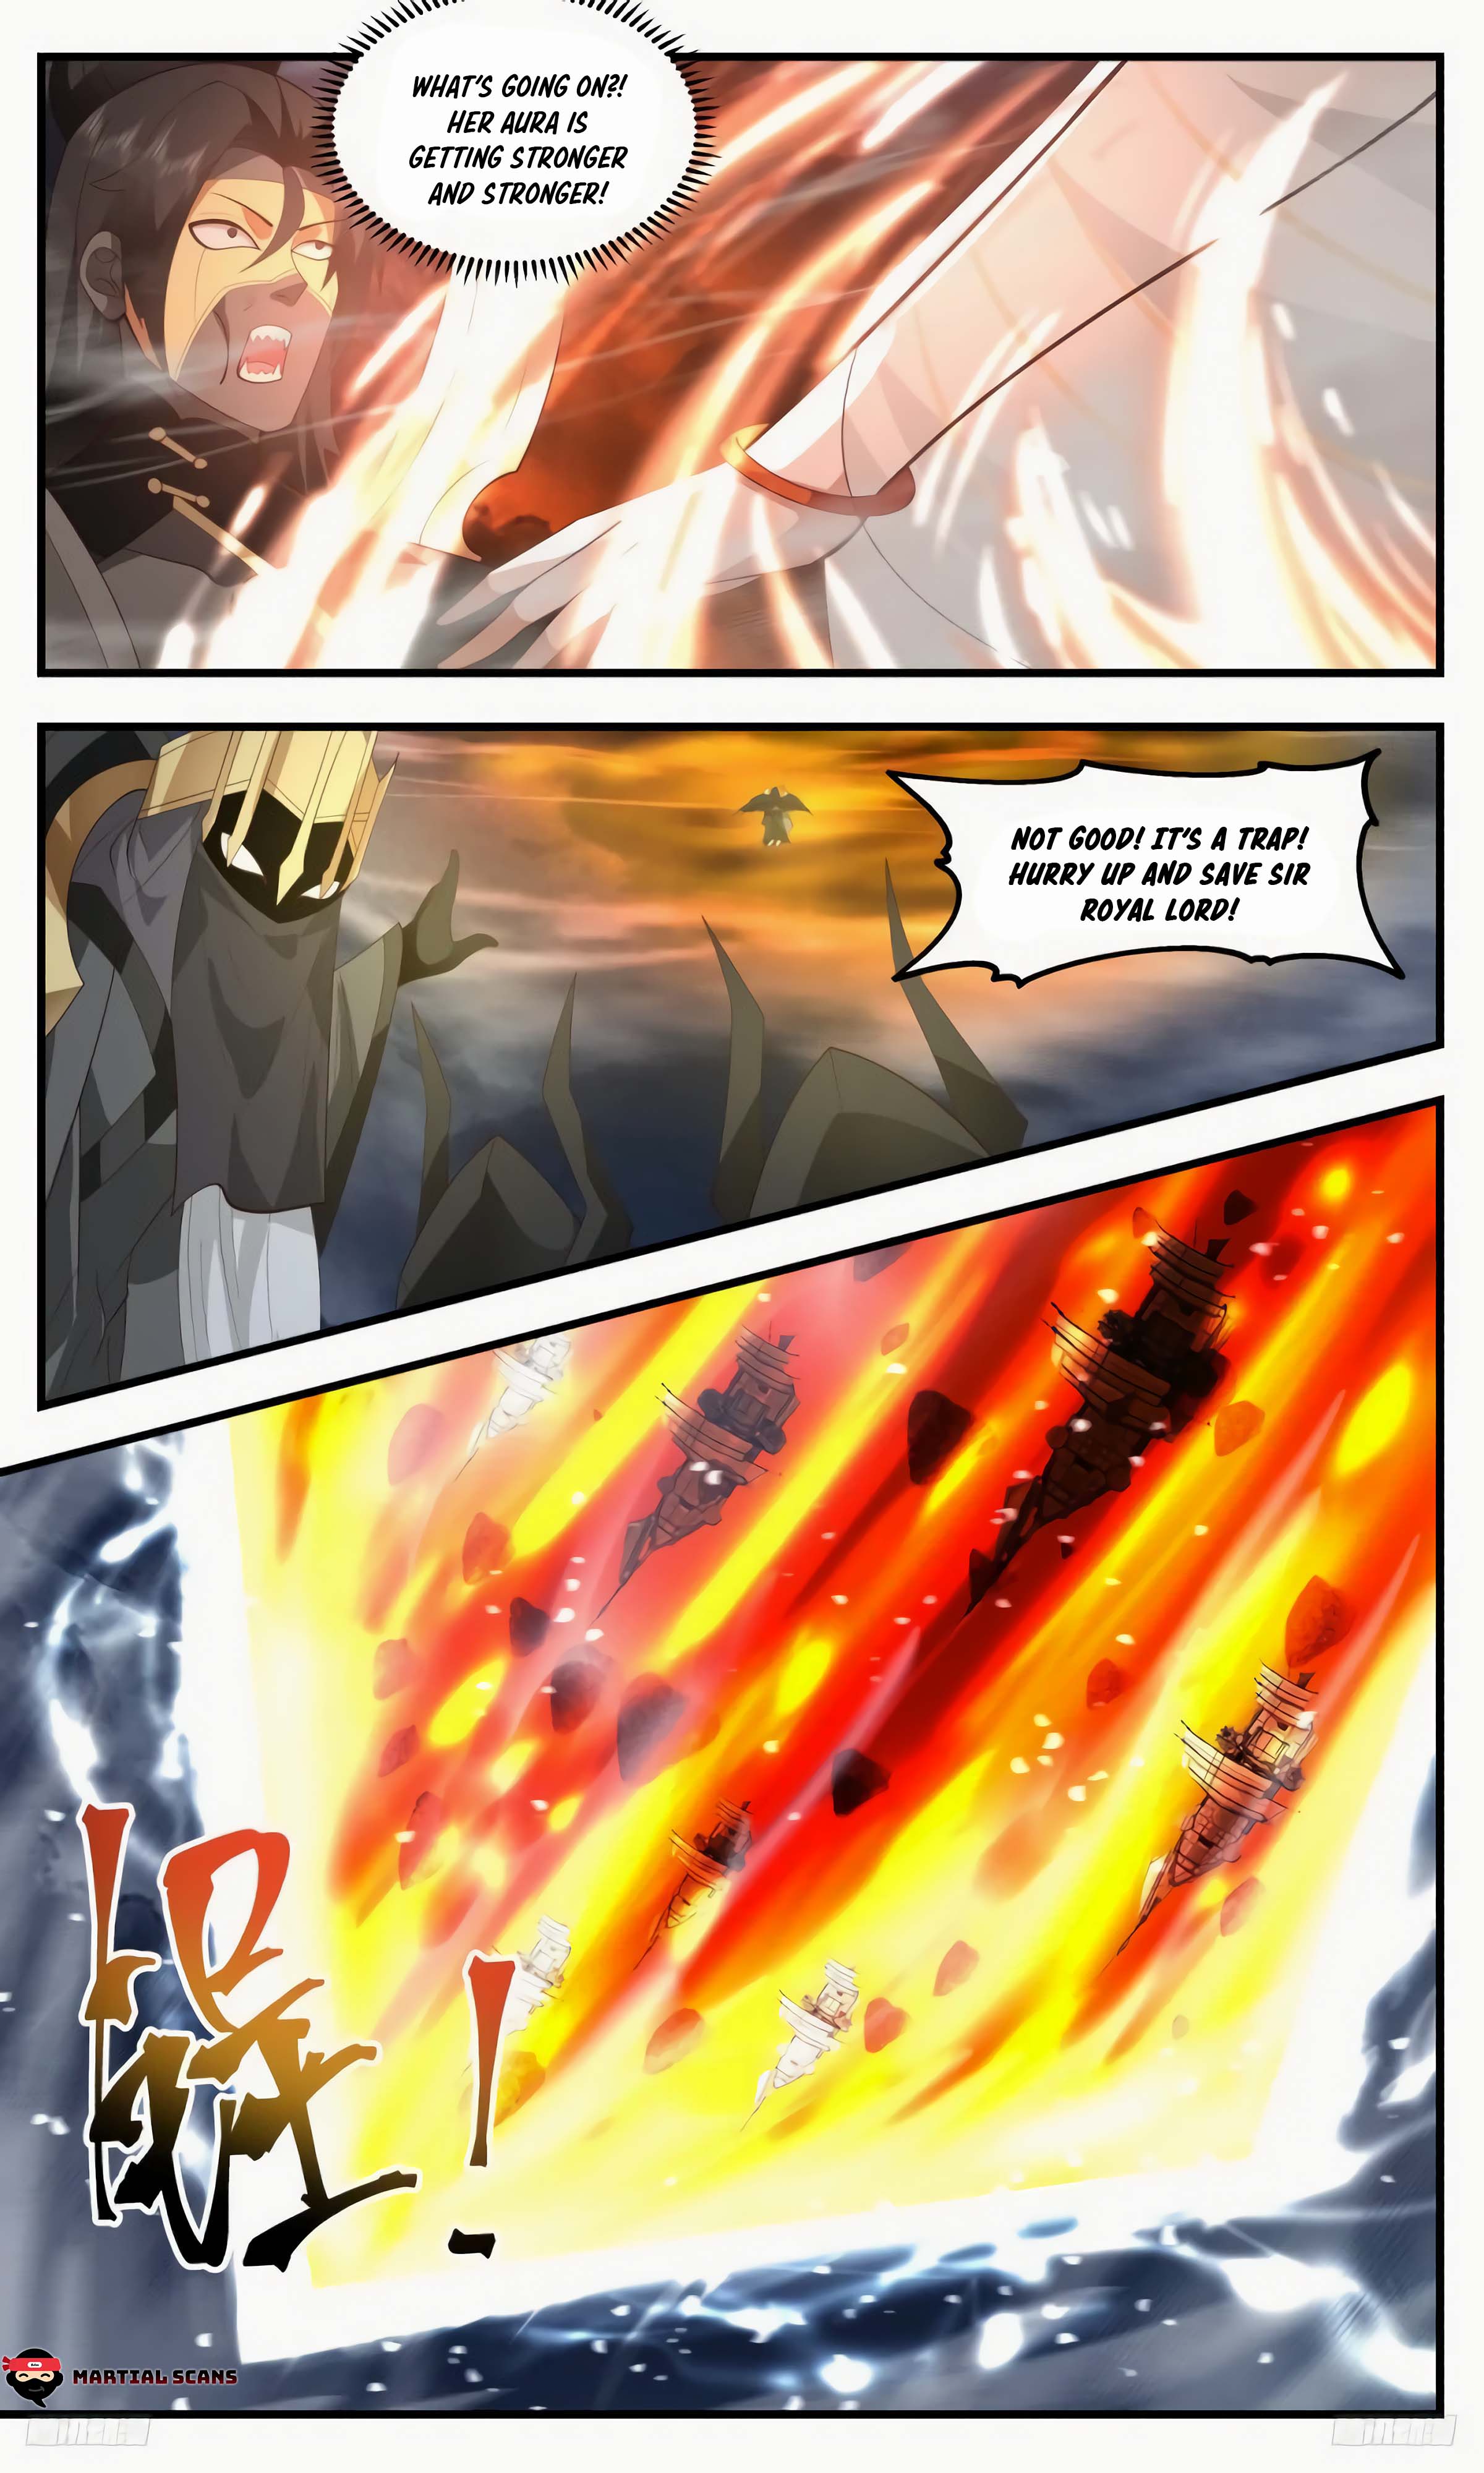 WHAT'S GOING ON?!
HER AURA IS
GETTING STRONGER
AND STRONGER!
NOT GOOD! IT'S A TRAP!
HURRY UP AND SAVE SIR
ROYAL LORD!
MARTIAL SCANS